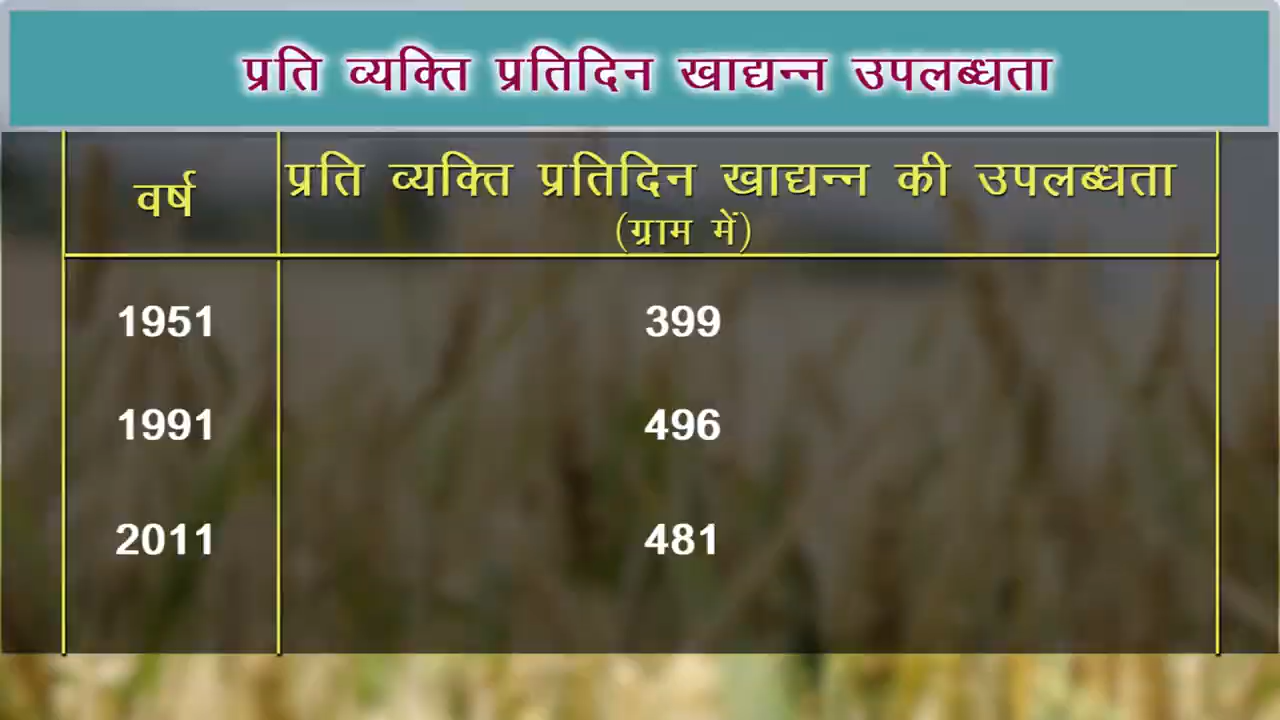 प्रति व्यक्ति प्रतिदिन खाद्यन्न उपलब्धता
वर्ष प्रति व्यक्ति प्रतिदिन खाद्यन्न की उपलब्धता
(ग्राम में)
1951 399
1991 496
2011 481